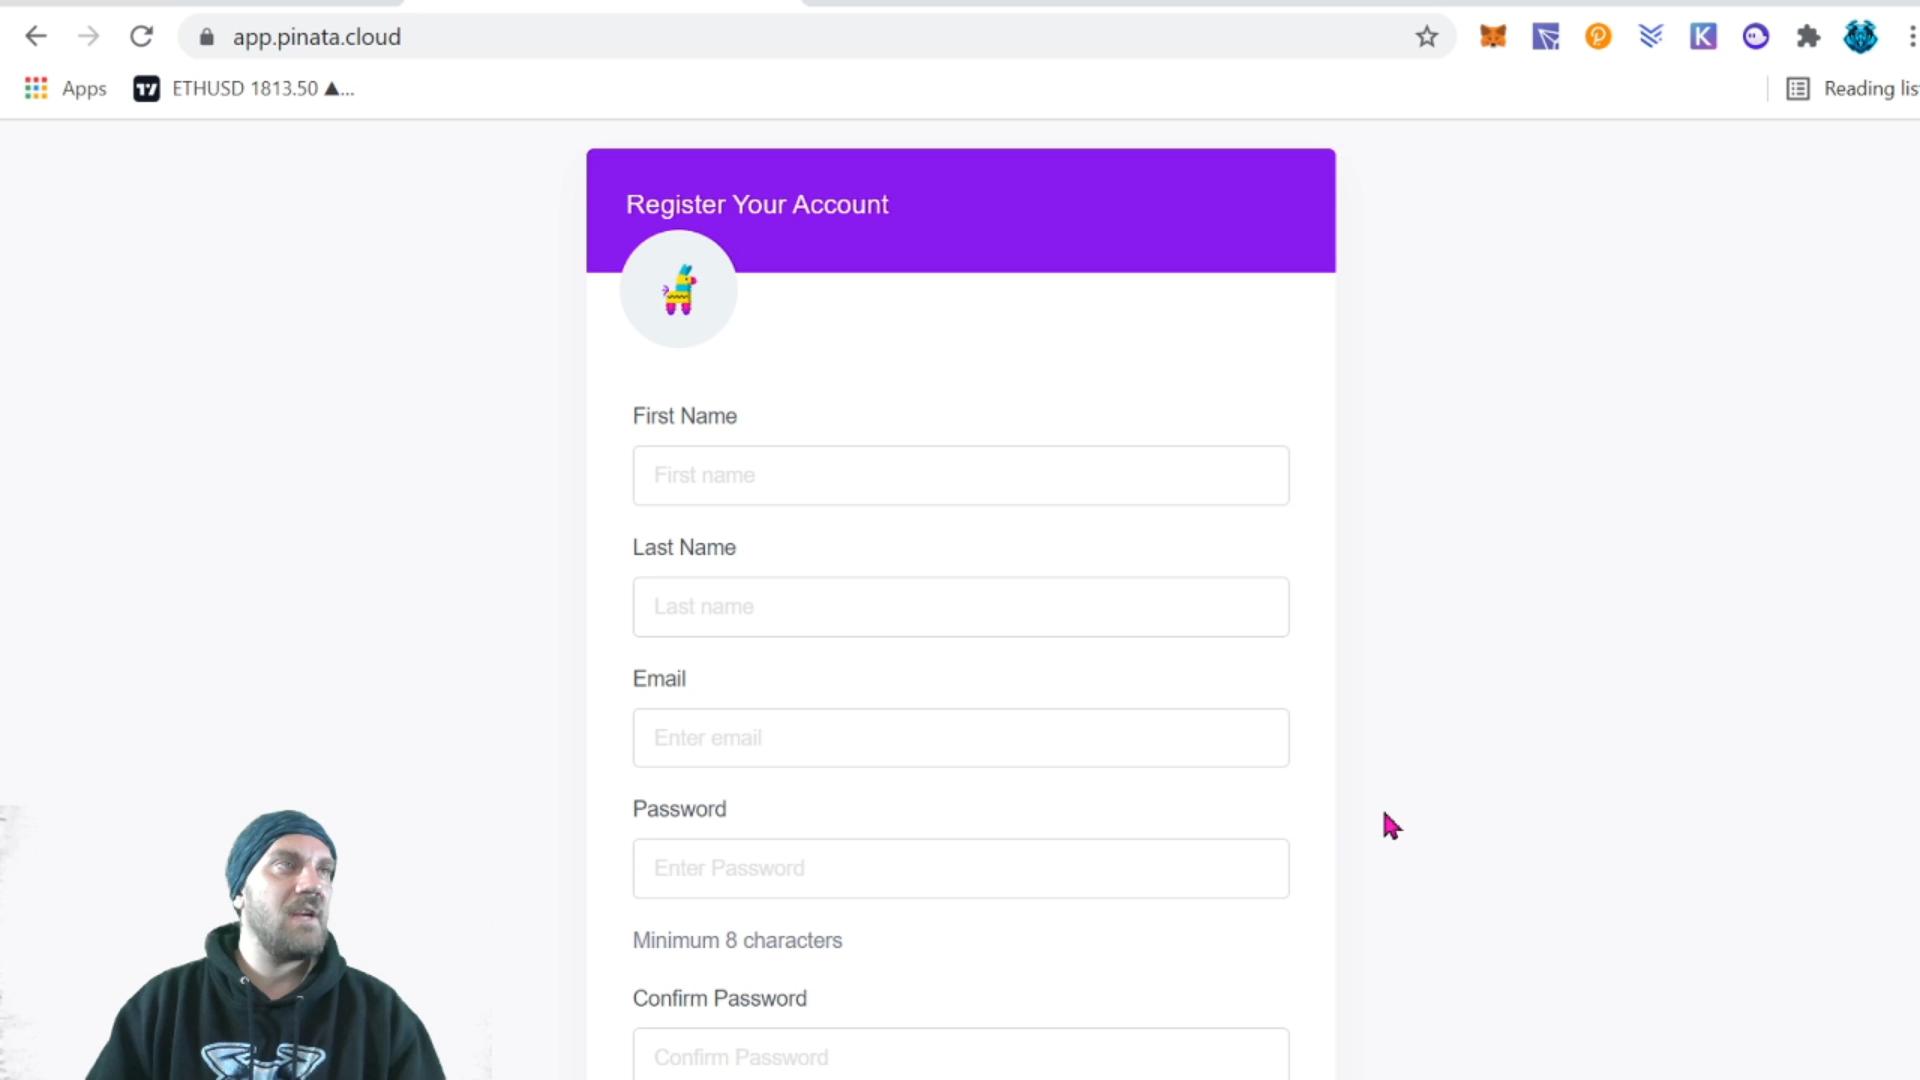 app.pinata.cloud
Apps
ETHUSD 1813.50 ▲...
Reading lis
Register Your Account
First Name
First name
Last Name
Last name
Email
Enter email
Password
Enter Password
Minimum 8 characters
Confirm Password
Confirm Password